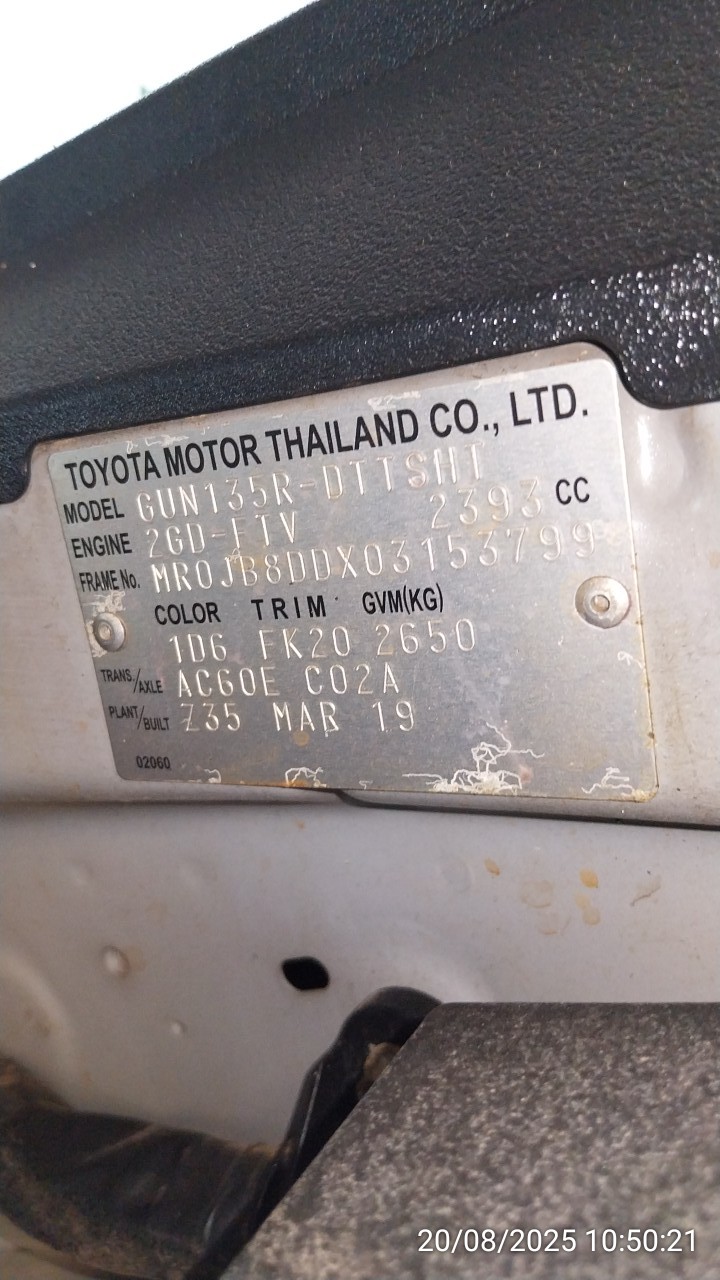 TOYOTA MOTOR THAILAND CO., LTD.
MODEL GUN135R-DTTSHT
ENGINE 2GD-FTV 2393 CC
FRAME No. MR0JB8DDX03153799
COLOR TRIM GVM(KG)
1D6 FK20 2650
TRANS./AXLE AC60E C02A
PLANT/BUILT Z35 MAR 19
02060
20/08/2025 10:50:21